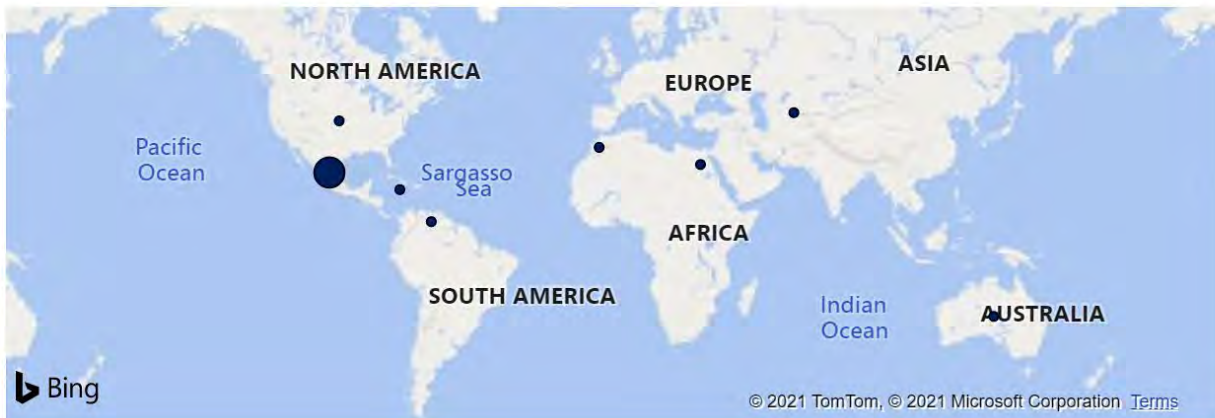 NORTH AMERICA
EUROPE
ASIA
Pacific
Ocean
Sargasso
Sea
AFRICA
SOUTH AMERICA
Indian
Ocean
AUSTRALIA
Bing
© 2021 TomTom, © 2021 Microsoft Corporation Terms